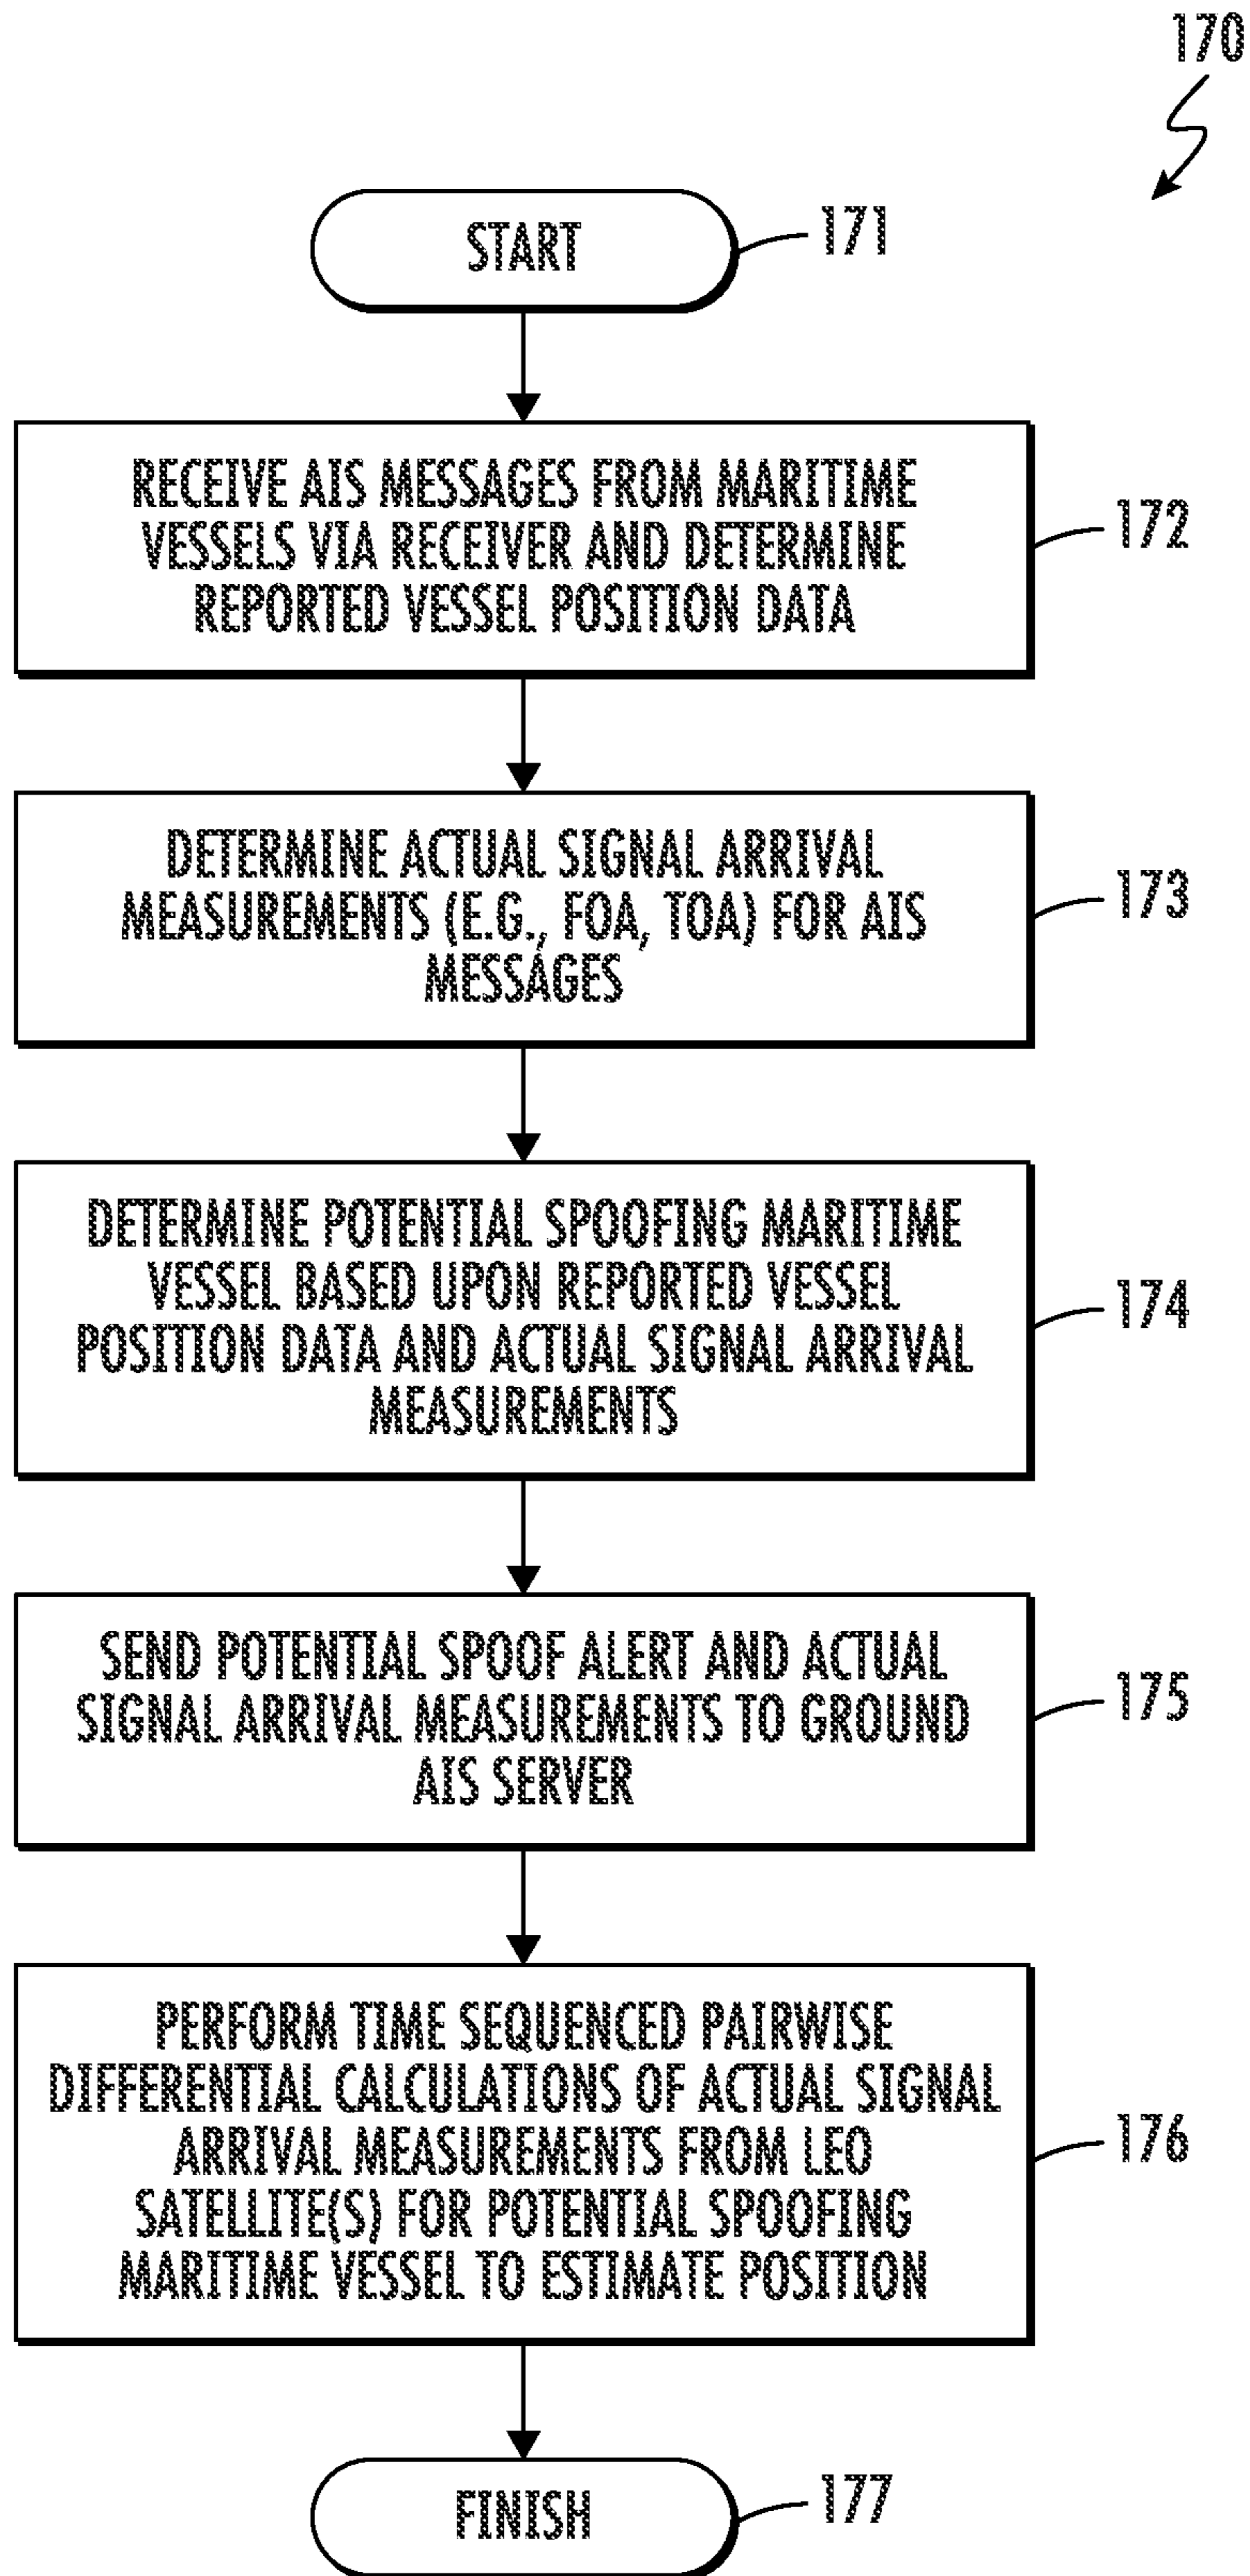 170
START
171
RECEIVE AIS MESSAGES FROM MARITIME
VESSELS VIA RECEIVER AND DETERMINE
REPORTED VESSEL POSITION DATA
172
DETERMINE ACTUAL SIGNAL ARRIVAL
MEASUREMENTS (E.G., FOA, TOA) FOR AIS
MESSAGES
173
DETERMINE POTENTIAL SPOOFING MARITIME
VESSEL BASED UPON REPORTED VESSEL
POSITION DATA AND ACTUAL SIGNAL ARRIVAL
MEASUREMENTS
174
SEND POTENTIAL SPOOF ALERT AND ACTUAL
SIGNAL ARRIVAL MEASUREMENTS TO GROUND
AIS SERVER
175
PERFORM TIME SEQUENCED PAIRWISE
DIFFERENTIAL CALCULATIONS OF ACTUAL SIGNAL
ARRIVAL MEASUREMENTS FROM LEO
SATELLITE(S) FOR POTENTIAL SPOOFING
MARITIME VESSEL TO ESTIMATE POSITION
176
FINISH
177